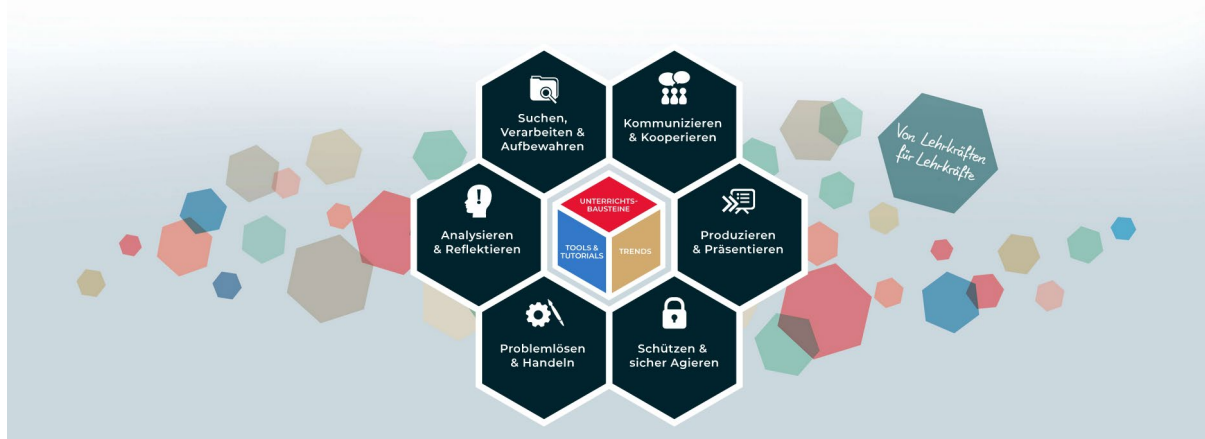 Suchen,
Verarbeiten &
Aufbewahren
Kommunizieren
& Kooperieren
Von Lehrkräften
für Lehrkräfte
Analysieren
& Reflektieren
UNTERRICHTS-
BAUSTEINE
TOOLS &
TUTORIALS
TRENDS
Produzieren
& Präsentieren
Problemlösen
& Handeln
Schützen &
sicher Agieren